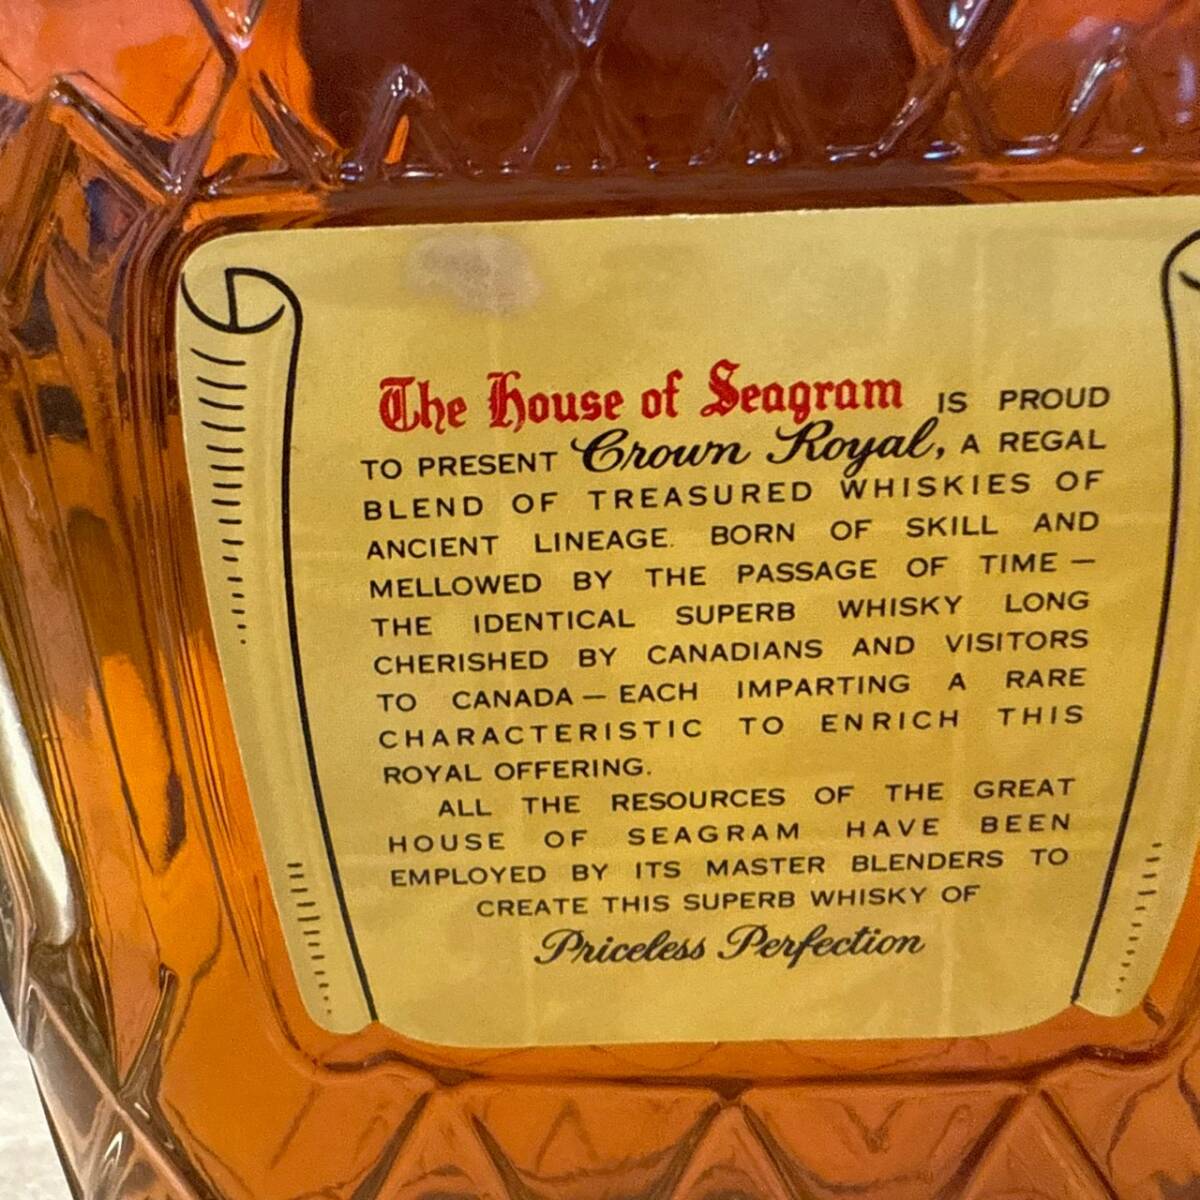 The House of Seagram IS PROUD
TO PRESENT Crown Royal, A REGAL
BLEND OF TREASURED WHISKIES OF
ANCIENT LINEAGE. BORN OF SKILL AND
MELLOWED BY THE PASSAGE OF TIME —
THE IDENTICAL SUPERB WHISKY LONG
CHERISHED BY CANADIANS AND VISITORS
TO CANADA — EACH IMPARTING A RARE
CHARACTERISTIC TO ENRICH THIS
ROYAL OFFERING.
ALL THE RESOURCES OF THE GREAT
HOUSE OF SEAGRAM HAVE BEEN
EMPLOYED BY ITS MASTER BLENDERS TO
CREATE THIS SUPERB WHISKY OF
Priceless Perfection